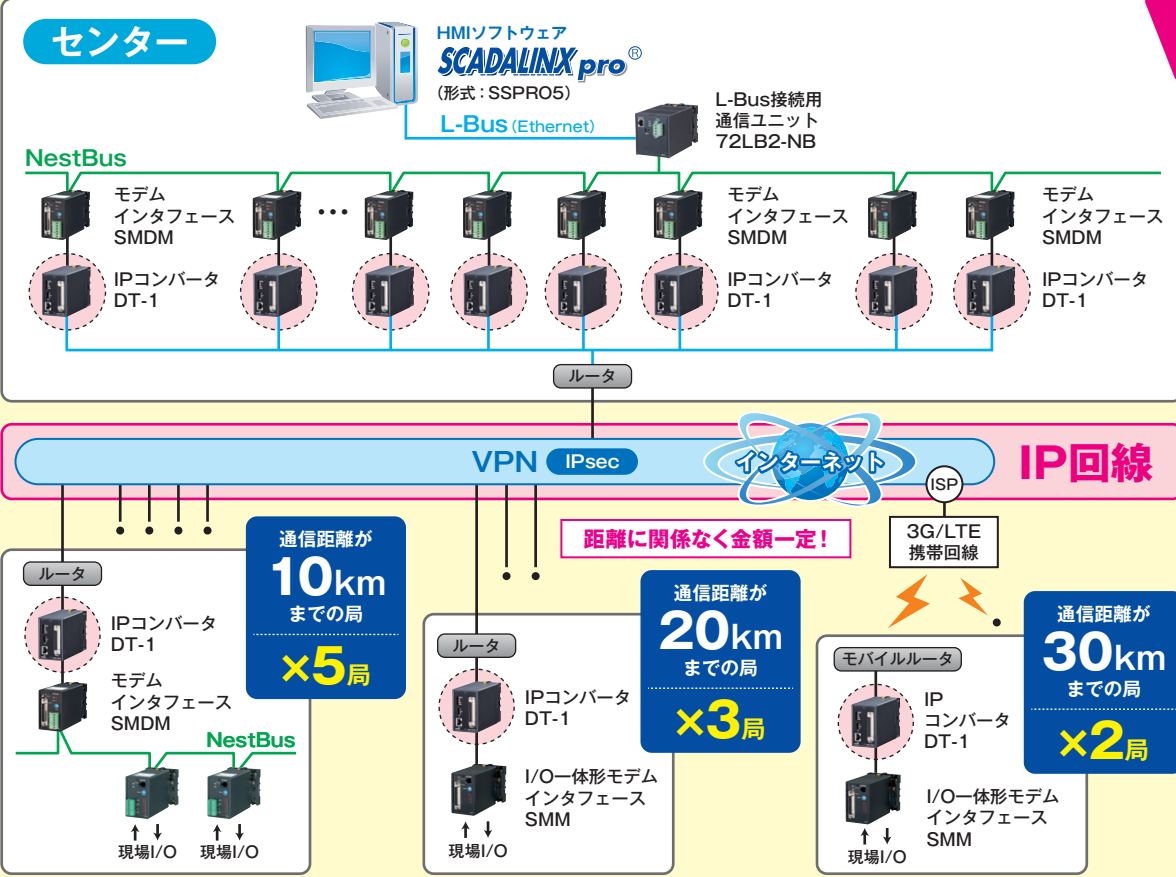 センター
HMIソフトウェア
SCADALINX pro®
(形式：SSPRO5)
L-Bus (Ethernet)
L-Bus接続用
通信ユニット
72LB2-NB
NestBus
モデム
インタフェース
SMDM
…
モデム
インタフェース
SMDM
モデム
インタフェース
SMDM
IPコンバータ
DT-1
IPコンバータ
DT-1
IPコンバータ
DT-1
ルータ
VPN IPsec
インターネット
IP回線
ISP
距離に関係なく金額一定！
3G/LTE
携帯回線
ルータ
IPコンバータ
DT-1
モデム
インタフェース
SMDM
NestBus
現場I/O 現場I/O
通信距離が
10km
までの局
×5局
ルータ
IPコンバータ
DT-1
I/O一体形モデム
インタフェース
SMM
現場I/O
通信距離が
20km
までの局
×3局
モバイルルータ
IP
コンバータ
DT-1
I/O一体形モデム
インタフェース
SMM
現場I/O
通信距離が
30km
までの局
×2局